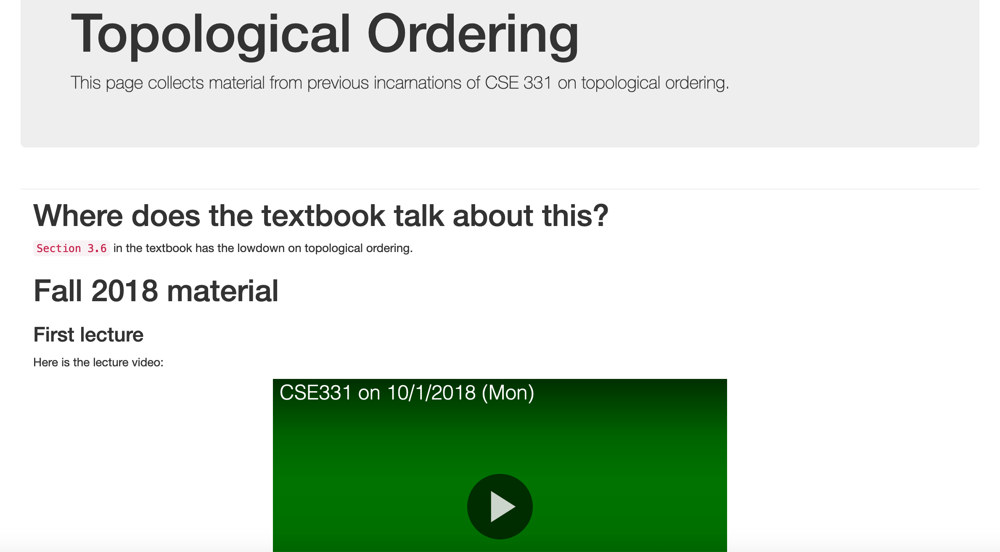 Topological Ordering
This page collects material from previous incarnations of CSE 331 on topological ordering.
Where does the textbook talk about this?
Section 3.6 in the textbook has the lowdown on topological ordering.
Fall 2018 material
First lecture
Here is the lecture video:
CSE331 on 10/1/2018 (Mon)